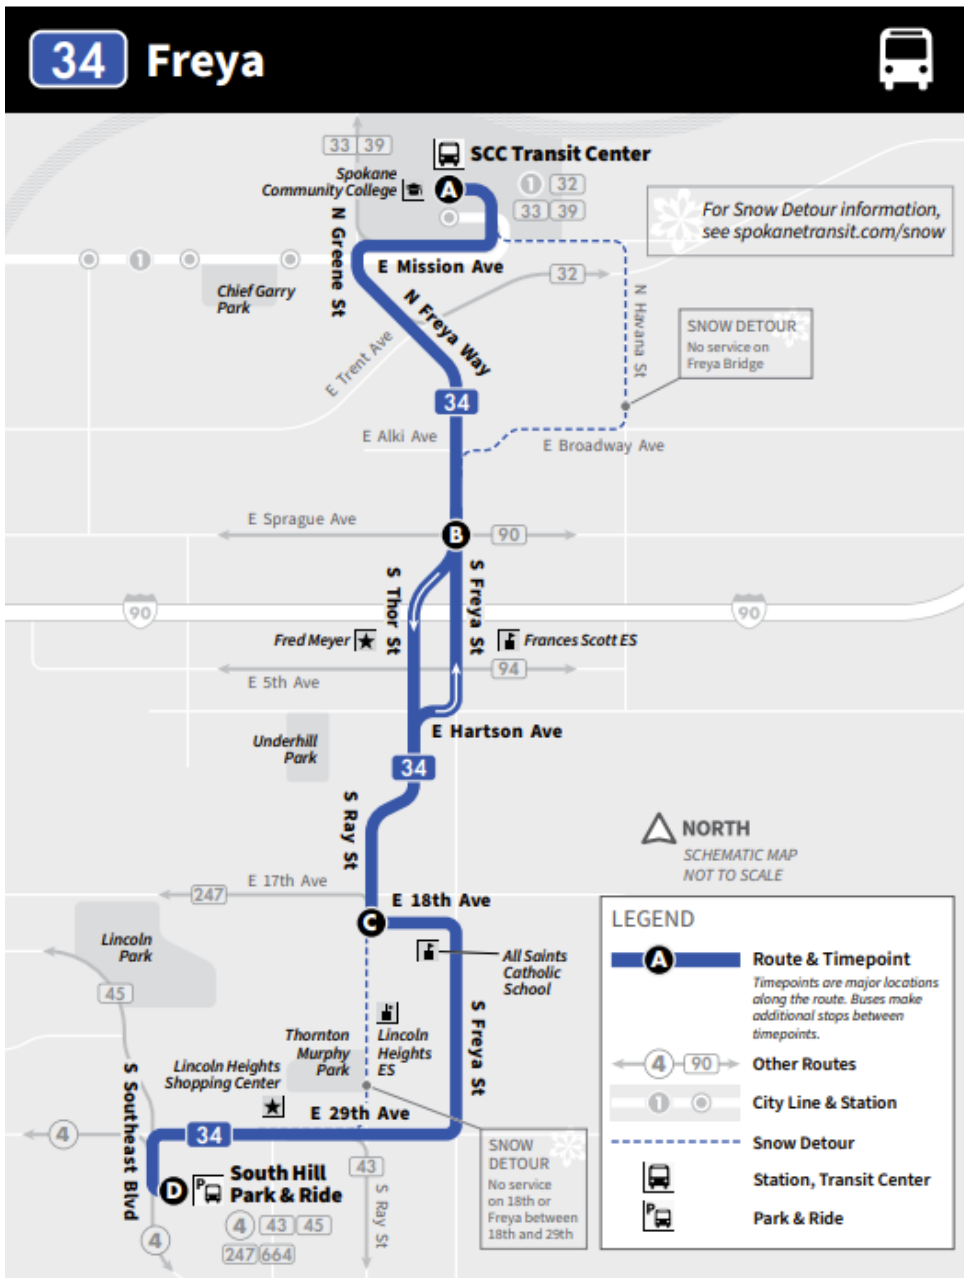 34 Freya
33 39
SCC Transit Center
Spokane
Community College
A
1 32
33 39
For Snow Detour information,
see spokanetransit.com/snow
N Greene St
E Mission Ave
1
32
Chief Garry
Park
N Freya Way
N Havana St
SNOW DETOUR
No service on
Freya Bridge
E Trent Ave
34
E Alki Ave
E Broadway Ave
E Sprague Ave
B
90
S Thor St
S Freya St
90
90
Fred Meyer
Frances Scott ES
94
E 5th Ave
E Hartson Ave
Underhill
Park
34
S Ray St
NORTH
SCHEMATIC MAP
NOT TO SCALE
E 17th Ave
247
E 18th Ave
C
Lincoln
Park
All Saints
Catholic
School
45
S Freya St
Thornton
Murphy
Park
Lincoln
Heights
ES
Lincoln Heights
Shopping Center
S Southeast Blvd
E 29th Ave
4
34
SNOW
DETOUR
No service
on 18th or
Freya between
18th and 29th
43
S Ray St
D
P
South Hill
Park & Ride
4 43 45
247 664
4
LEGEND
A
Route & Timepoint
Timepoints are major locations
along the route. Buses make
additional stops between
timepoints.
4 90
Other Routes
1
City Line & Station
Snow Detour
Station, Transit Center
P
Park & Ride